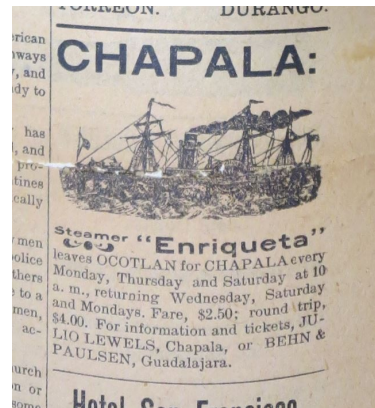 TORREON. DURANGO.
CHAPALA:
Steamer "Enriqueta"
leaves OCOTLAN for CHAPALA every
Monday, Thursday and Saturday at 10
a. m., returning Wednesday, Saturday
and Mondays. Fare, $2.50; round trip,
$4.00. For information and tickets, JU-
LIO LEWELS, Chapala, or BEHN &
PAULSEN, Guadalajara.
Hotel San Francisco
rican
ways
, and
dy to
has
, and
pro-
tines
cally
men
olice
thers
to a
men,
ac-
urch
n or
some